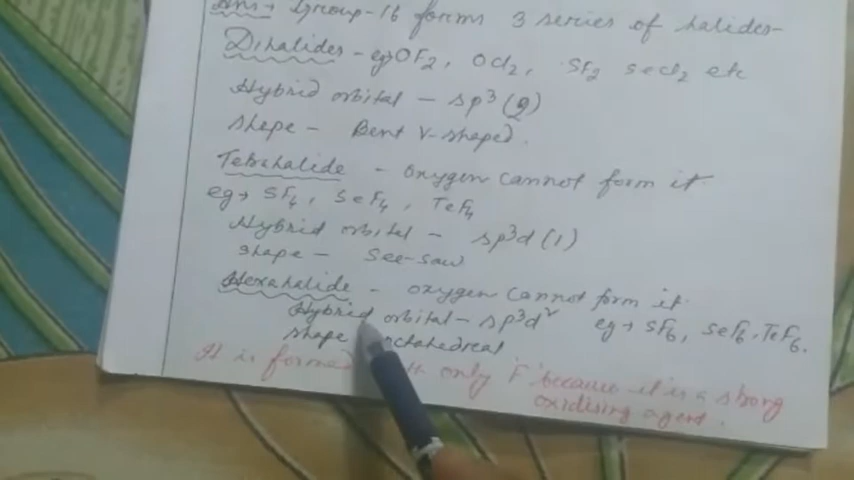 Ans → Group-16 forms 3 series of halides-
Dihalides - eg OF2, OCl2, SF2 SeCl2 etc
Hybrid orbital - sp³(2)
shape - Bent V-shaped.
Tetrahalide - oxygen cannot form it
eg → SF4, SeF4, TeF4
Hybrid orbital - sp³d(1)
shape - See-saw
Hexahalide - oxygen cannot form it
Hybrid orbital - sp³d² eg → SF6, SeF6, TeF6.
shape octahedral
It is formed only F because it is a strong
oxidising agent.